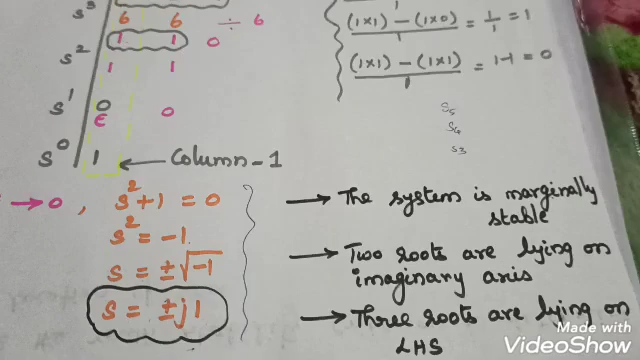 s³
6 6 ÷ 6
s² 1 1 0
1 1
s¹ 0 0
ε
s⁰ 1 ← Column-1
→ 0 , s²+1 = 0
s² = -1
s = ±√-1
s = ±j1
(1×1) - (1×0) = 1/1 = 1
1
(1×1) - (1×1) = 1-1 = 0
1
S5
S4
S3
→ The system is marginally
stable
→ Two roots are lying on
imaginary axis
→ Three roots are lying on
LHS
Made with
VideoShow